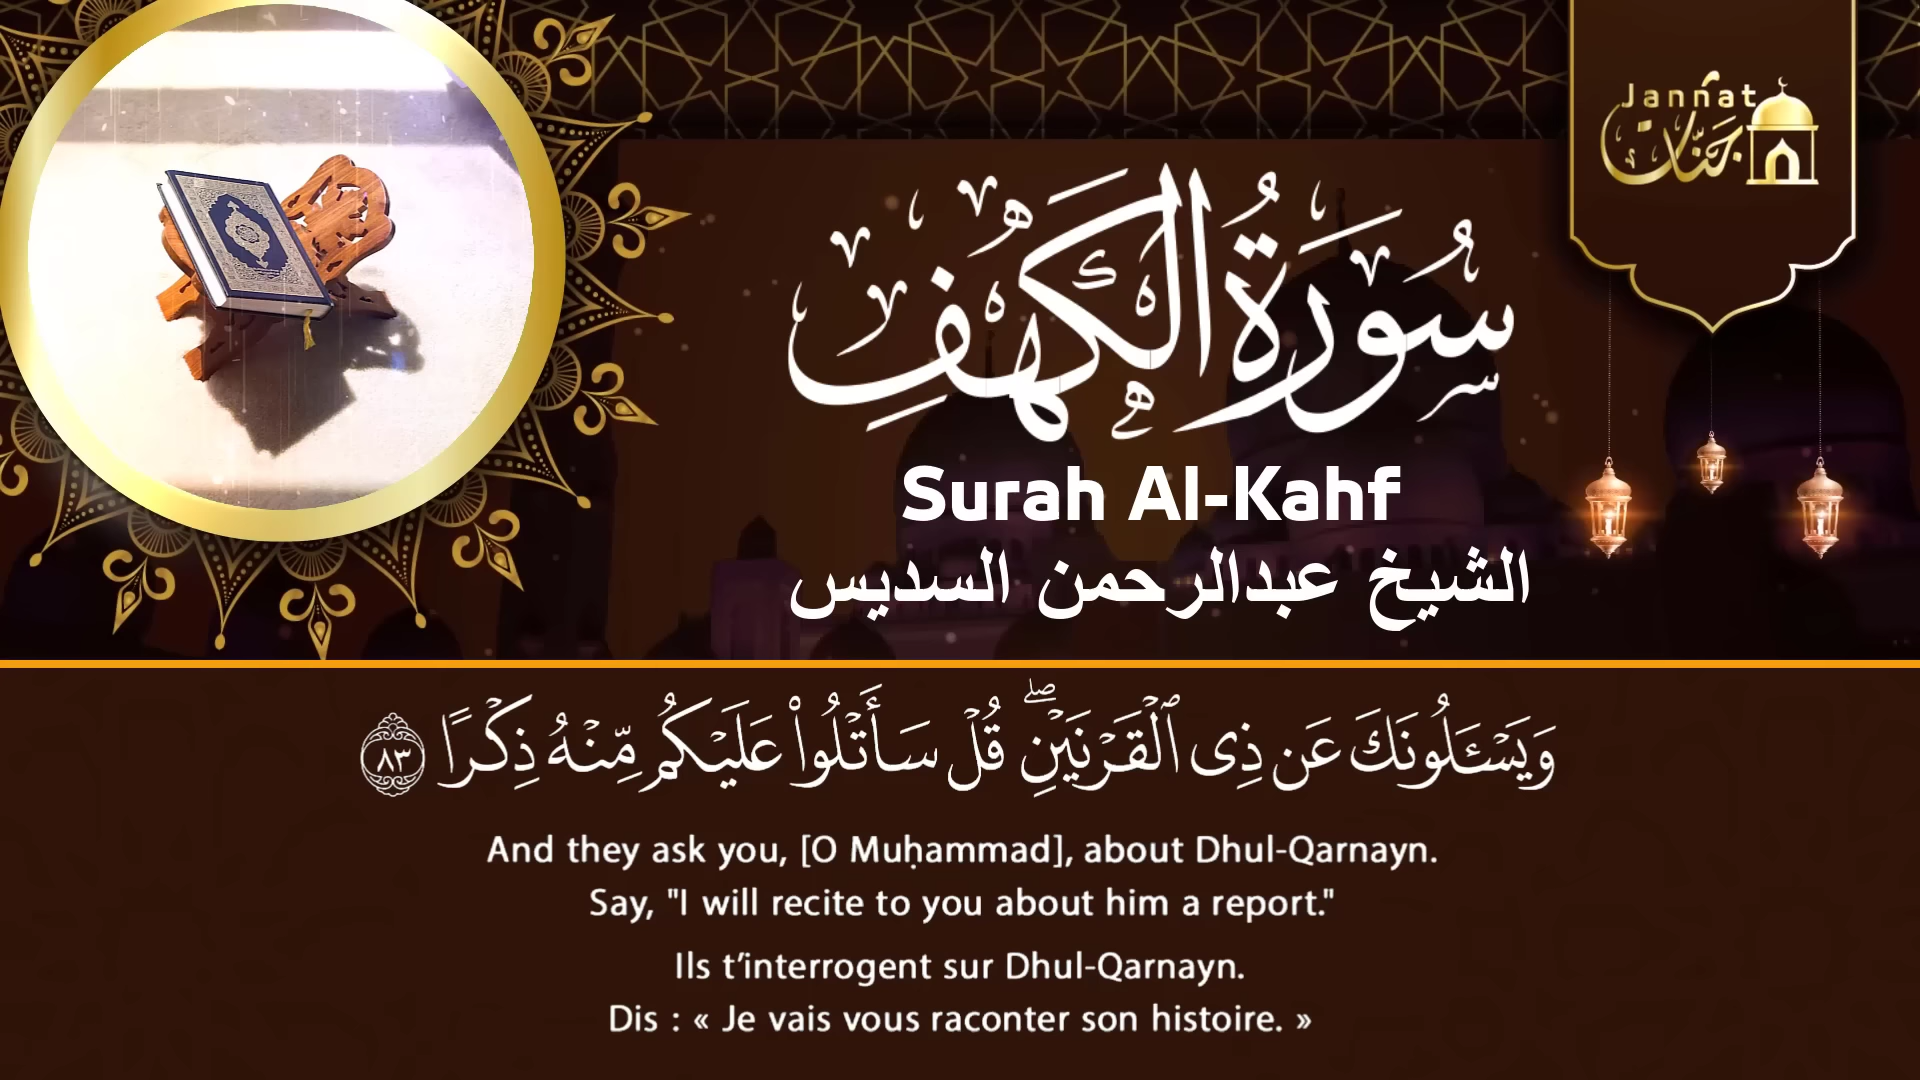 Jannat
جنات
سُورَةُ الكَهْفِ
Surah Al-Kahf
الشيخ عبدالرحمن السديس
وَيَسْـَٔلُونَكَ عَن ذِى ٱلْقَرْنَيْنِ ۖ قُلْ سَأَتْلُوا۟ عَلَيْكُم مِّنْهُ ذِكْرًا ٨٣
And they ask you, [O Muḥammad], about Dhul-Qarnayn.
Say, "I will recite to you about him a report."
Ils t’interrogent sur Dhul-Qarnayn.
Dis : « Je vais vous raconter son histoire. »